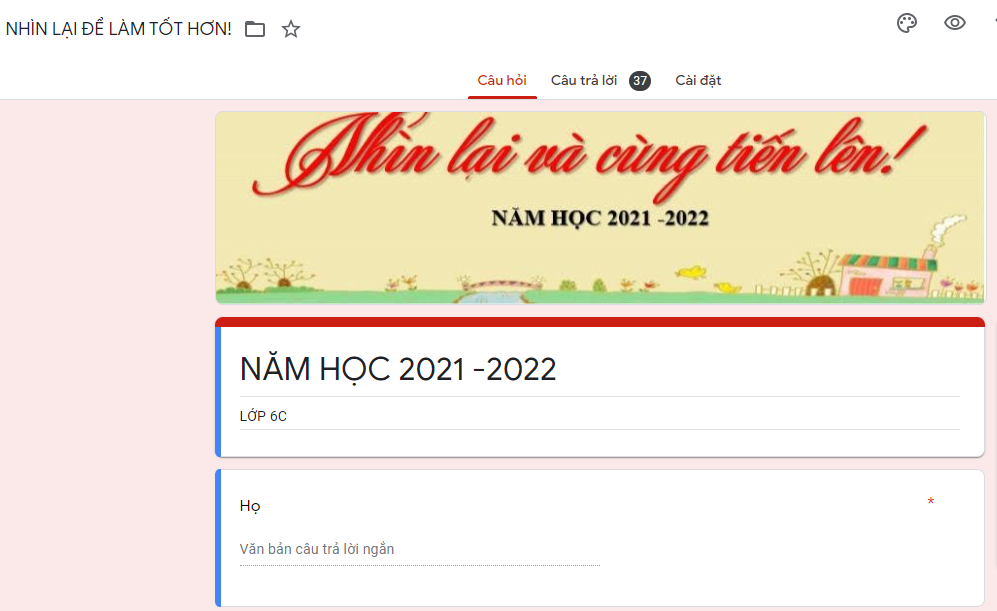 NHÌN LẠI ĐỂ LÀM TỐT HƠN!
Câu hỏi Câu trả lời 37 Cài đặt
Nhìn lại và cùng tiến lên!
NĂM HỌC 2021 -2022
NĂM HỌC 2021 -2022
LỚP 6C
Họ *
Văn bản câu trả lời ngắn